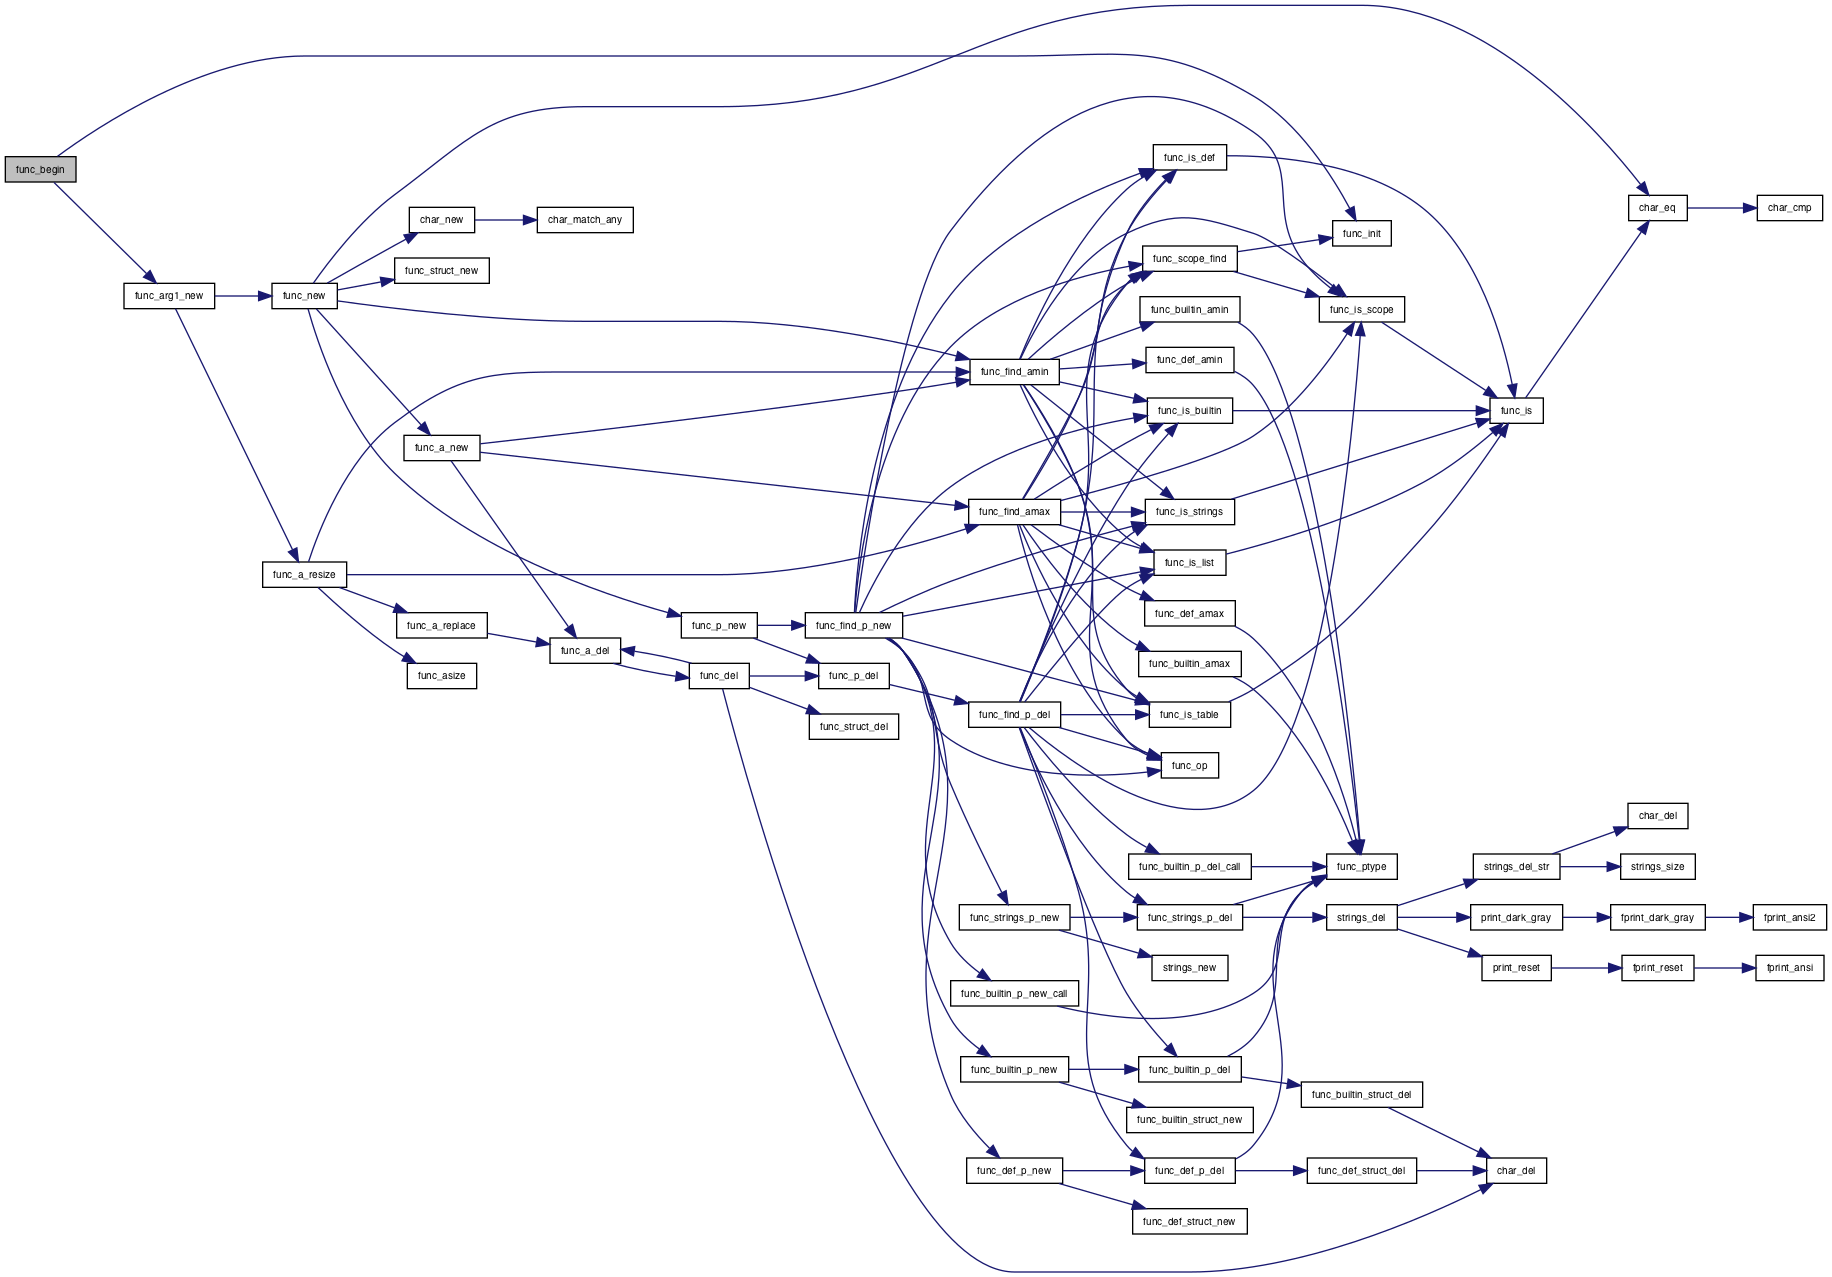 func_begin
func_arg1_new
func_new
func_a_resize
char_new
func_struct_new
func_a_new
func_a_replace
func_asize
char_match_any
func_a_del
func_p_new
func_del
func_find_p_new
func_p_del
func_struct_del
func_find_amin
func_find_amax
func_find_p_del
func_strings_p_new
func_builtin_p_new_call
func_builtin_p_new
func_def_p_new
func_is_def
func_scope_find
func_builtin_amin
func_def_amin
func_is_builtin
func_is_strings
func_is_list
func_def_amax
func_builtin_amax
func_is_table
func_op
func_builtin_p_del_call
func_strings_p_del
strings_new
func_builtin_p_del
func_builtin_struct_new
func_def_p_del
func_def_struct_new
func_init
func_is_scope
func_ptype
strings_del
func_builtin_struct_del
func_def_struct_del
func_is
strings_del_str
print_dark_gray
print_reset
char_del
char_eq
char_del
strings_size
fprint_dark_gray
fprint_reset
char_cmp
fprint_ansi2
fprint_ansi